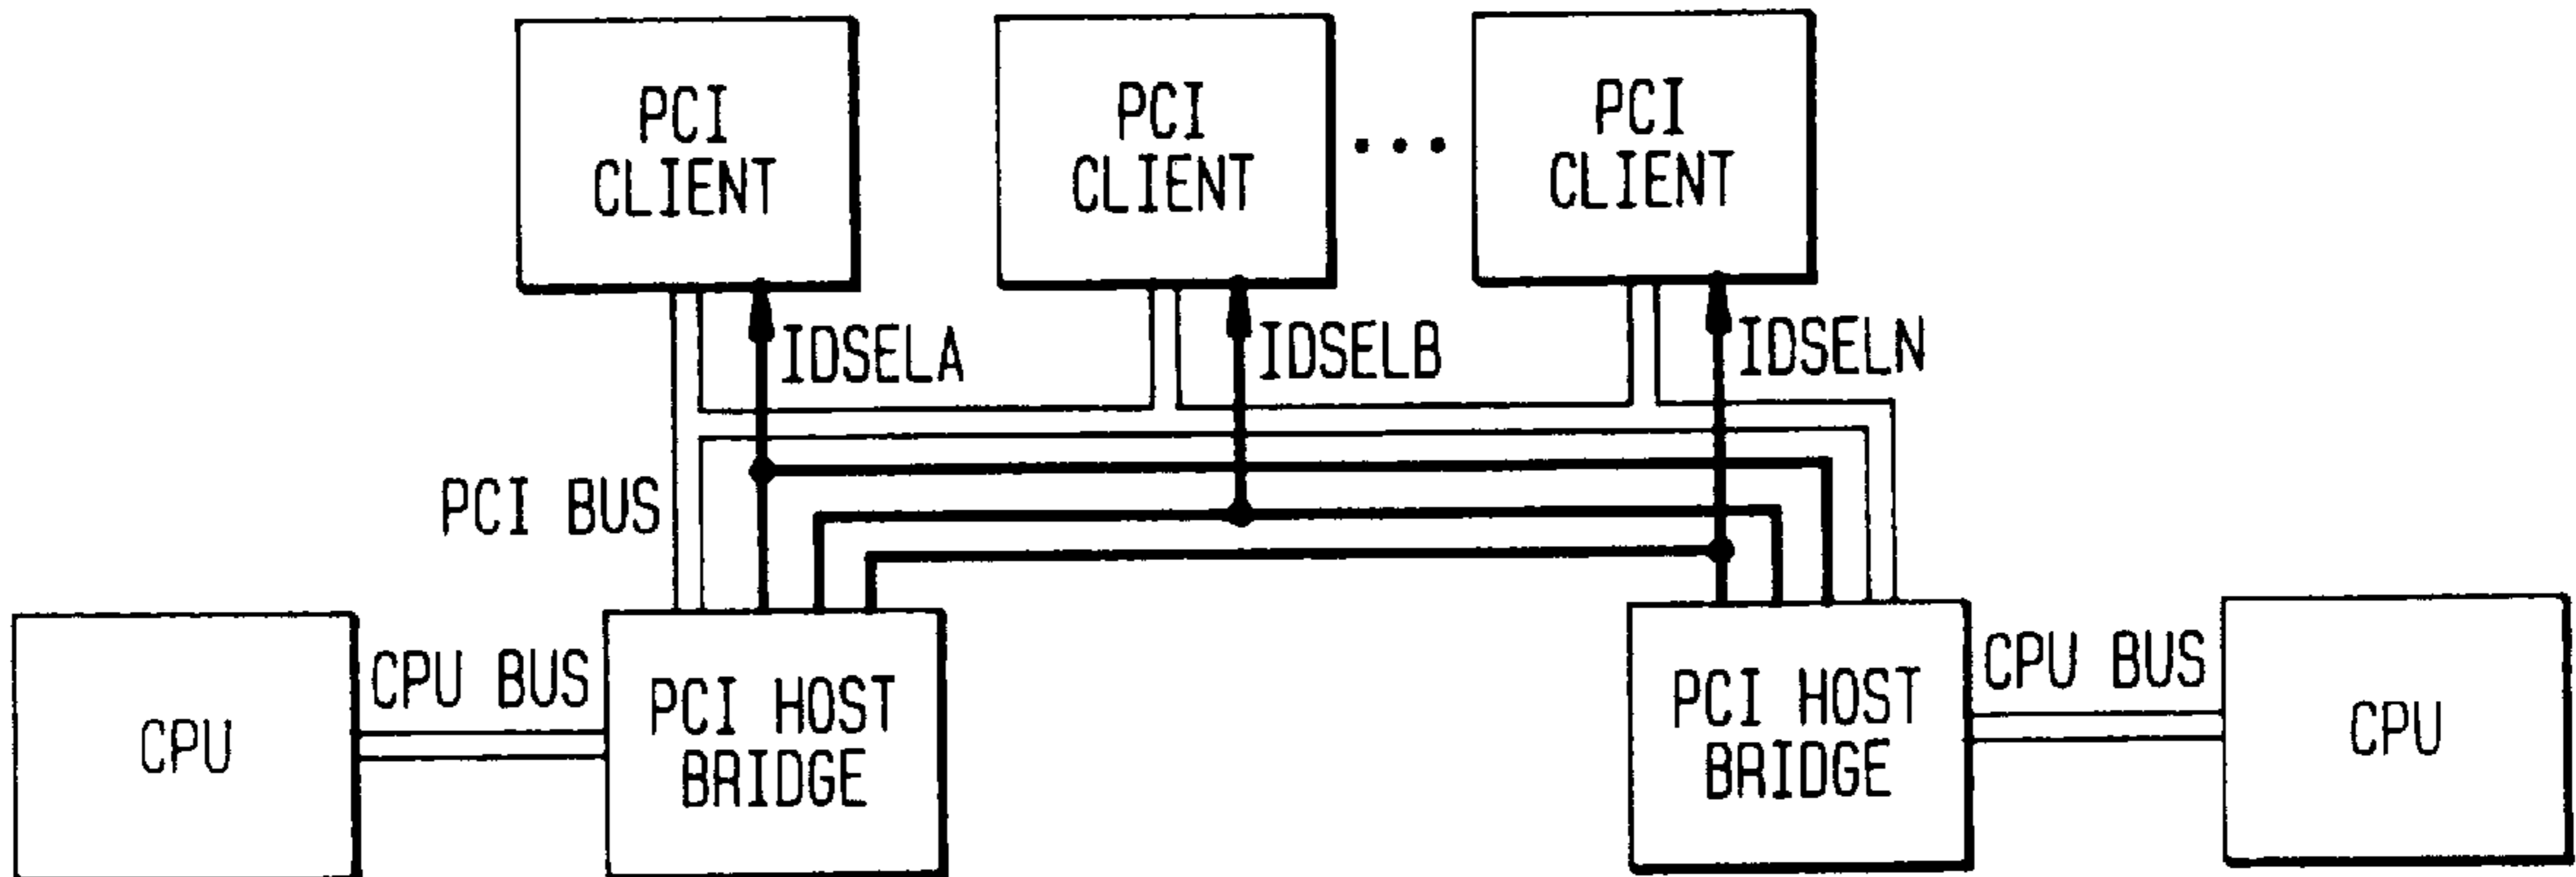 PCI
CLIENT
PCI
CLIENT
PCI
CLIENT
IDSELA
IDSELB
IDSELN
PCI BUS
CPU
CPU BUS
PCI HOST
BRIDGE
PCI HOST
BRIDGE
CPU BUS
CPU